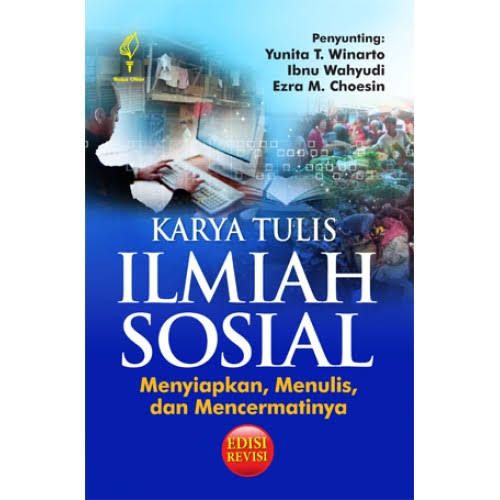 Penyunting:
Yunita T. Winarto
Ibnu Wahyudi
Ezra M. Choesin
KARYA TULIS
ILMIAH
SOSIAL
Menyiapkan, Menulis,
dan Mencermatinya
EDISI
REVISI